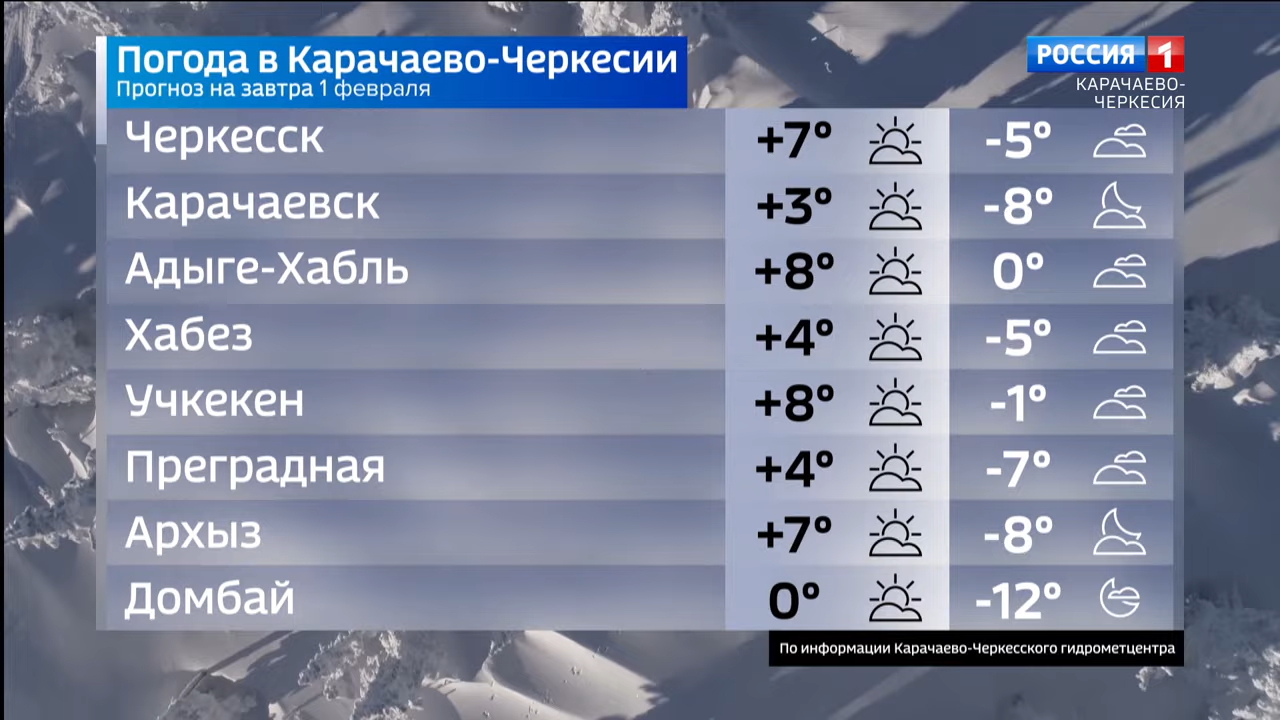 Погода в Карачаево-Черкесии
Прогноз на завтра 1 февраля
РОССИЯ 1
КАРАЧАЕВО-
ЧЕРКЕСИЯ
Черкесск +7° -5°
Карачаевск +3° -8°
Адыге-Хабль +8° 0°
Хабез +4° -5°
Учкекен +8° -1°
Преградная +4° -7°
Архыз +7° -8°
Домбай 0° -12°
По информации Карачаево-Черкесского гидрометцентра